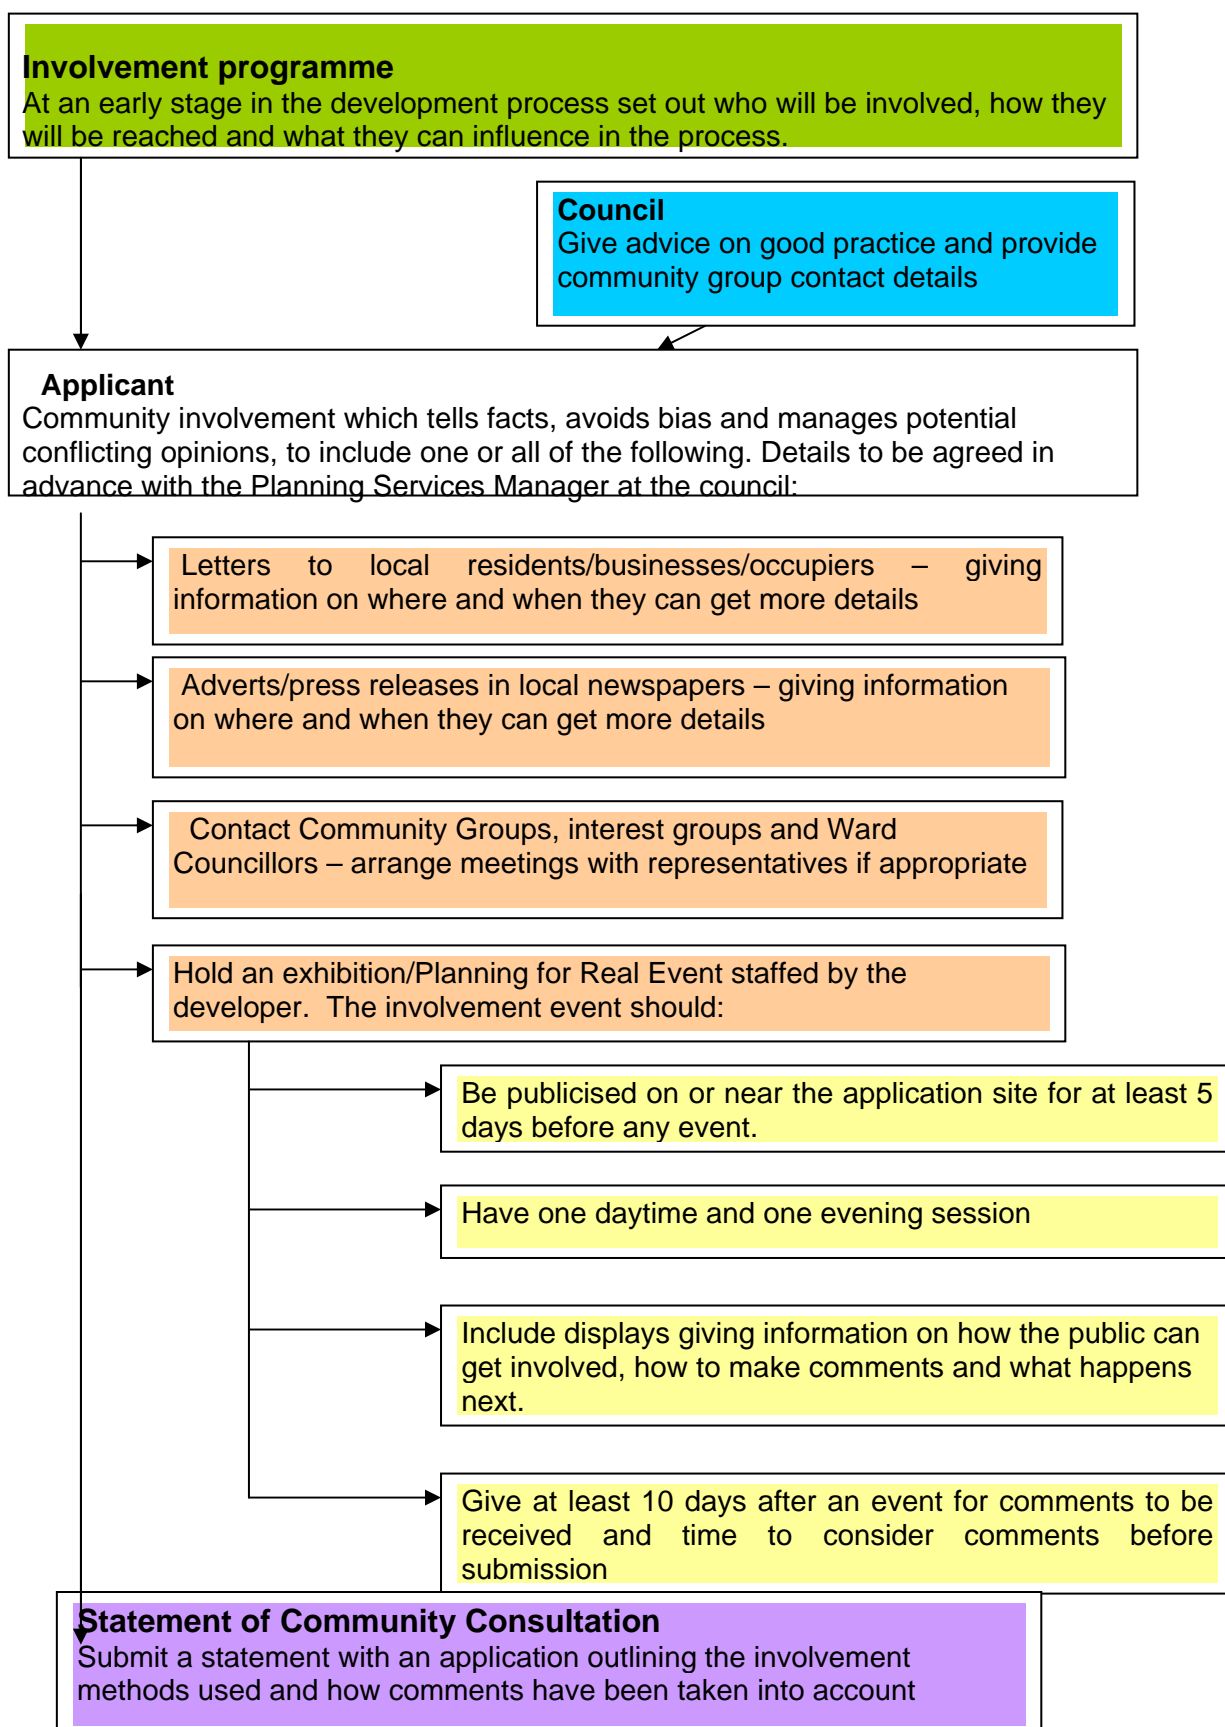 Involvement programme
At an early stage in the development process set out who will be involved, how they
will be reached and what they can influence in the process.
Council
Give advice on good practice and provide
community group contact details
Applicant
Community involvement which tells facts, avoids bias and manages potential
conflicting opinions, to include one or all of the following. Details to be agreed in
advance with the Planning Services Manager at the council:
Letters to local residents/businesses/occupiers – giving
information on where and when they can get more details
Adverts/press releases in local newspapers – giving information
on where and when they can get more details
Contact Community Groups, interest groups and Ward
Councillors – arrange meetings with representatives if appropriate
Hold an exhibition/Planning for Real Event staffed by the
developer.  The involvement event should:
Be publicised on or near the application site for at least 5
days before any event.
Have one daytime and one evening session
Include displays giving information on how the public can
get involved, how to make comments and what happens
next.
Give at least 10 days after an event for comments to be
received and time to consider comments before
submission
Statement of Community Consultation
Submit a statement with an application outlining the involvement
methods used and how comments have been taken into account